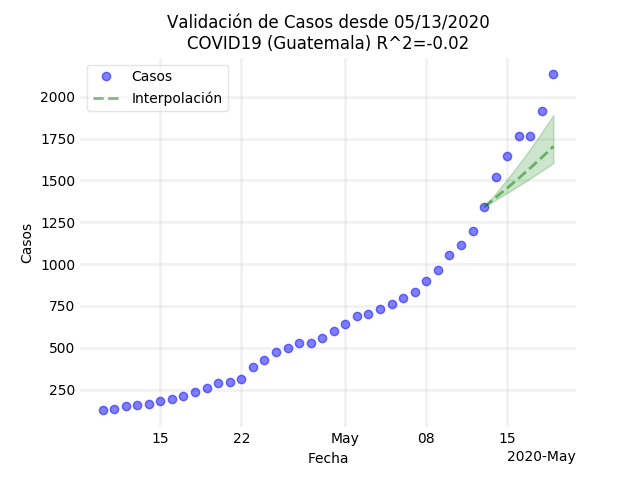 Validación de Casos desde 05/13/2020
COVID19 (Guatemala) R^2=-0.02
Casos
Interpolación
2000
1750
1500
1250
1000
750
500
250
Casos
15
22
May
08
15
Fecha
2020-May